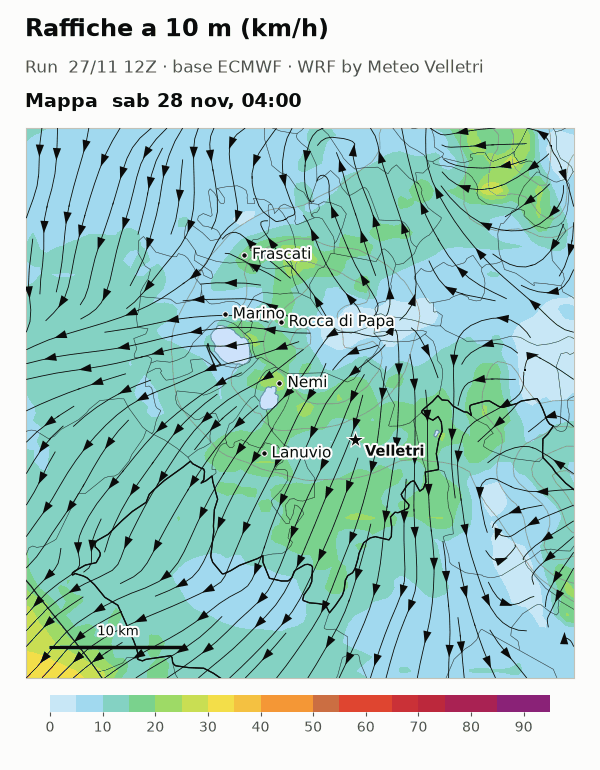 Raffiche a 10 m (km/h)
Run  27/11 12Z · base ECMWF · WRF by Meteo Velletri
Mappa  sab 28 nov, 04:00
Frascati
Marino
Rocca di Papa
Nemi
Velletri
Lanuvio
10 km
0 10 20 30 40 50 60 70 80 90